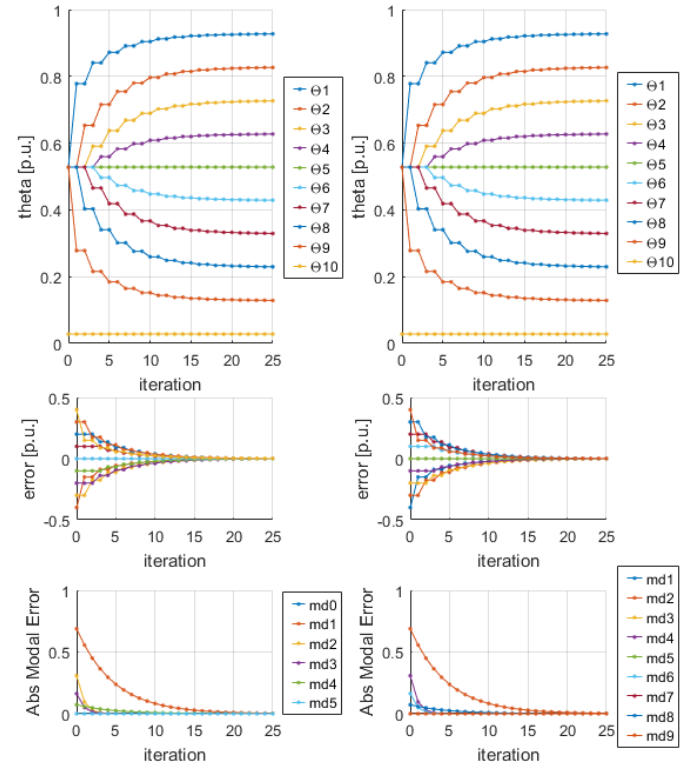 theta [p.u.]
1
0.8
0.6
0.4
0.2
0
0 5 10 15 20 25
iteration
Θ1
Θ2
Θ3
Θ4
Θ5
Θ6
Θ7
Θ8
Θ9
Θ10
theta [p.u.]
1
0.8
0.6
0.4
0.2
0
0 5 10 15 20 25
iteration
Θ1
Θ2
Θ3
Θ4
Θ5
Θ6
Θ7
Θ8
Θ9
Θ10
error [p.u.]
0.5
0
-0.5
0 5 10 15 20 25
iteration
error [p.u.]
0.5
0
-0.5
0 5 10 15 20 25
iteration
Abs Modal Error
1
0.5
0
0 5 10 15 20 25
iteration
md0
md1
md2
md3
md4
md5
Abs Modal Error
1
0.5
0
0 5 10 15 20 25
iteration
md1
md2
md3
md4
md5
md6
md7
md8
md9